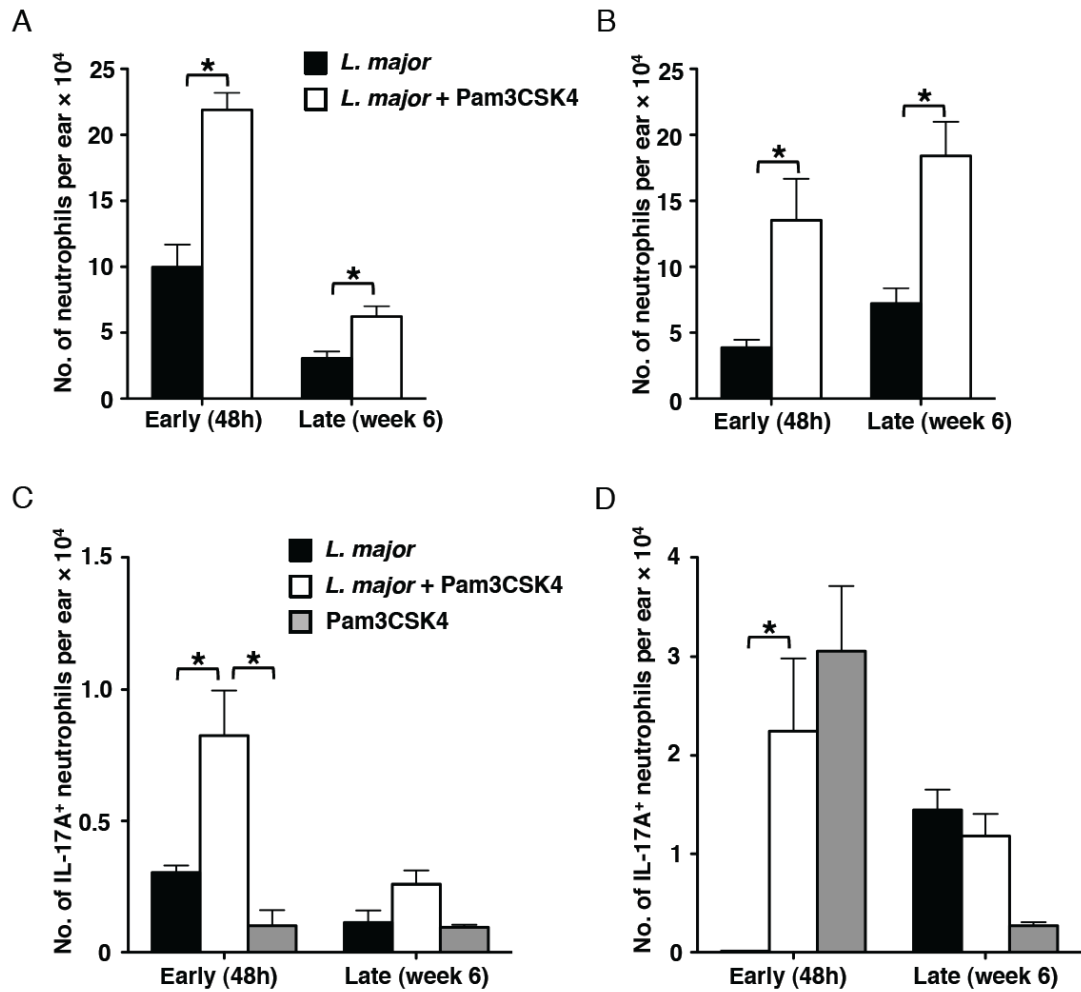 A
No. of neutrophils per ear × 10⁴
25
20
15
10
5
0
*
*
L. major
L. major + Pam3CSK4
Early (48h)
Late (week 6)
B
No. of neutrophils per ear × 10⁴
25
20
15
10
5
0
*
*
Early (48h)
Late (week 6)
C
No. of IL-17A⁺ neutrophils per ear × 10⁴
1.5
1.0
0.5
0
*
*
L. major
L. major + Pam3CSK4
Pam3CSK4
Early (48h)
Late (week 6)
D
No. of IL-17A⁺ neutrophils per ear × 10⁴
4
3
2
1
0
*
Early (48h)
Late (week 6)